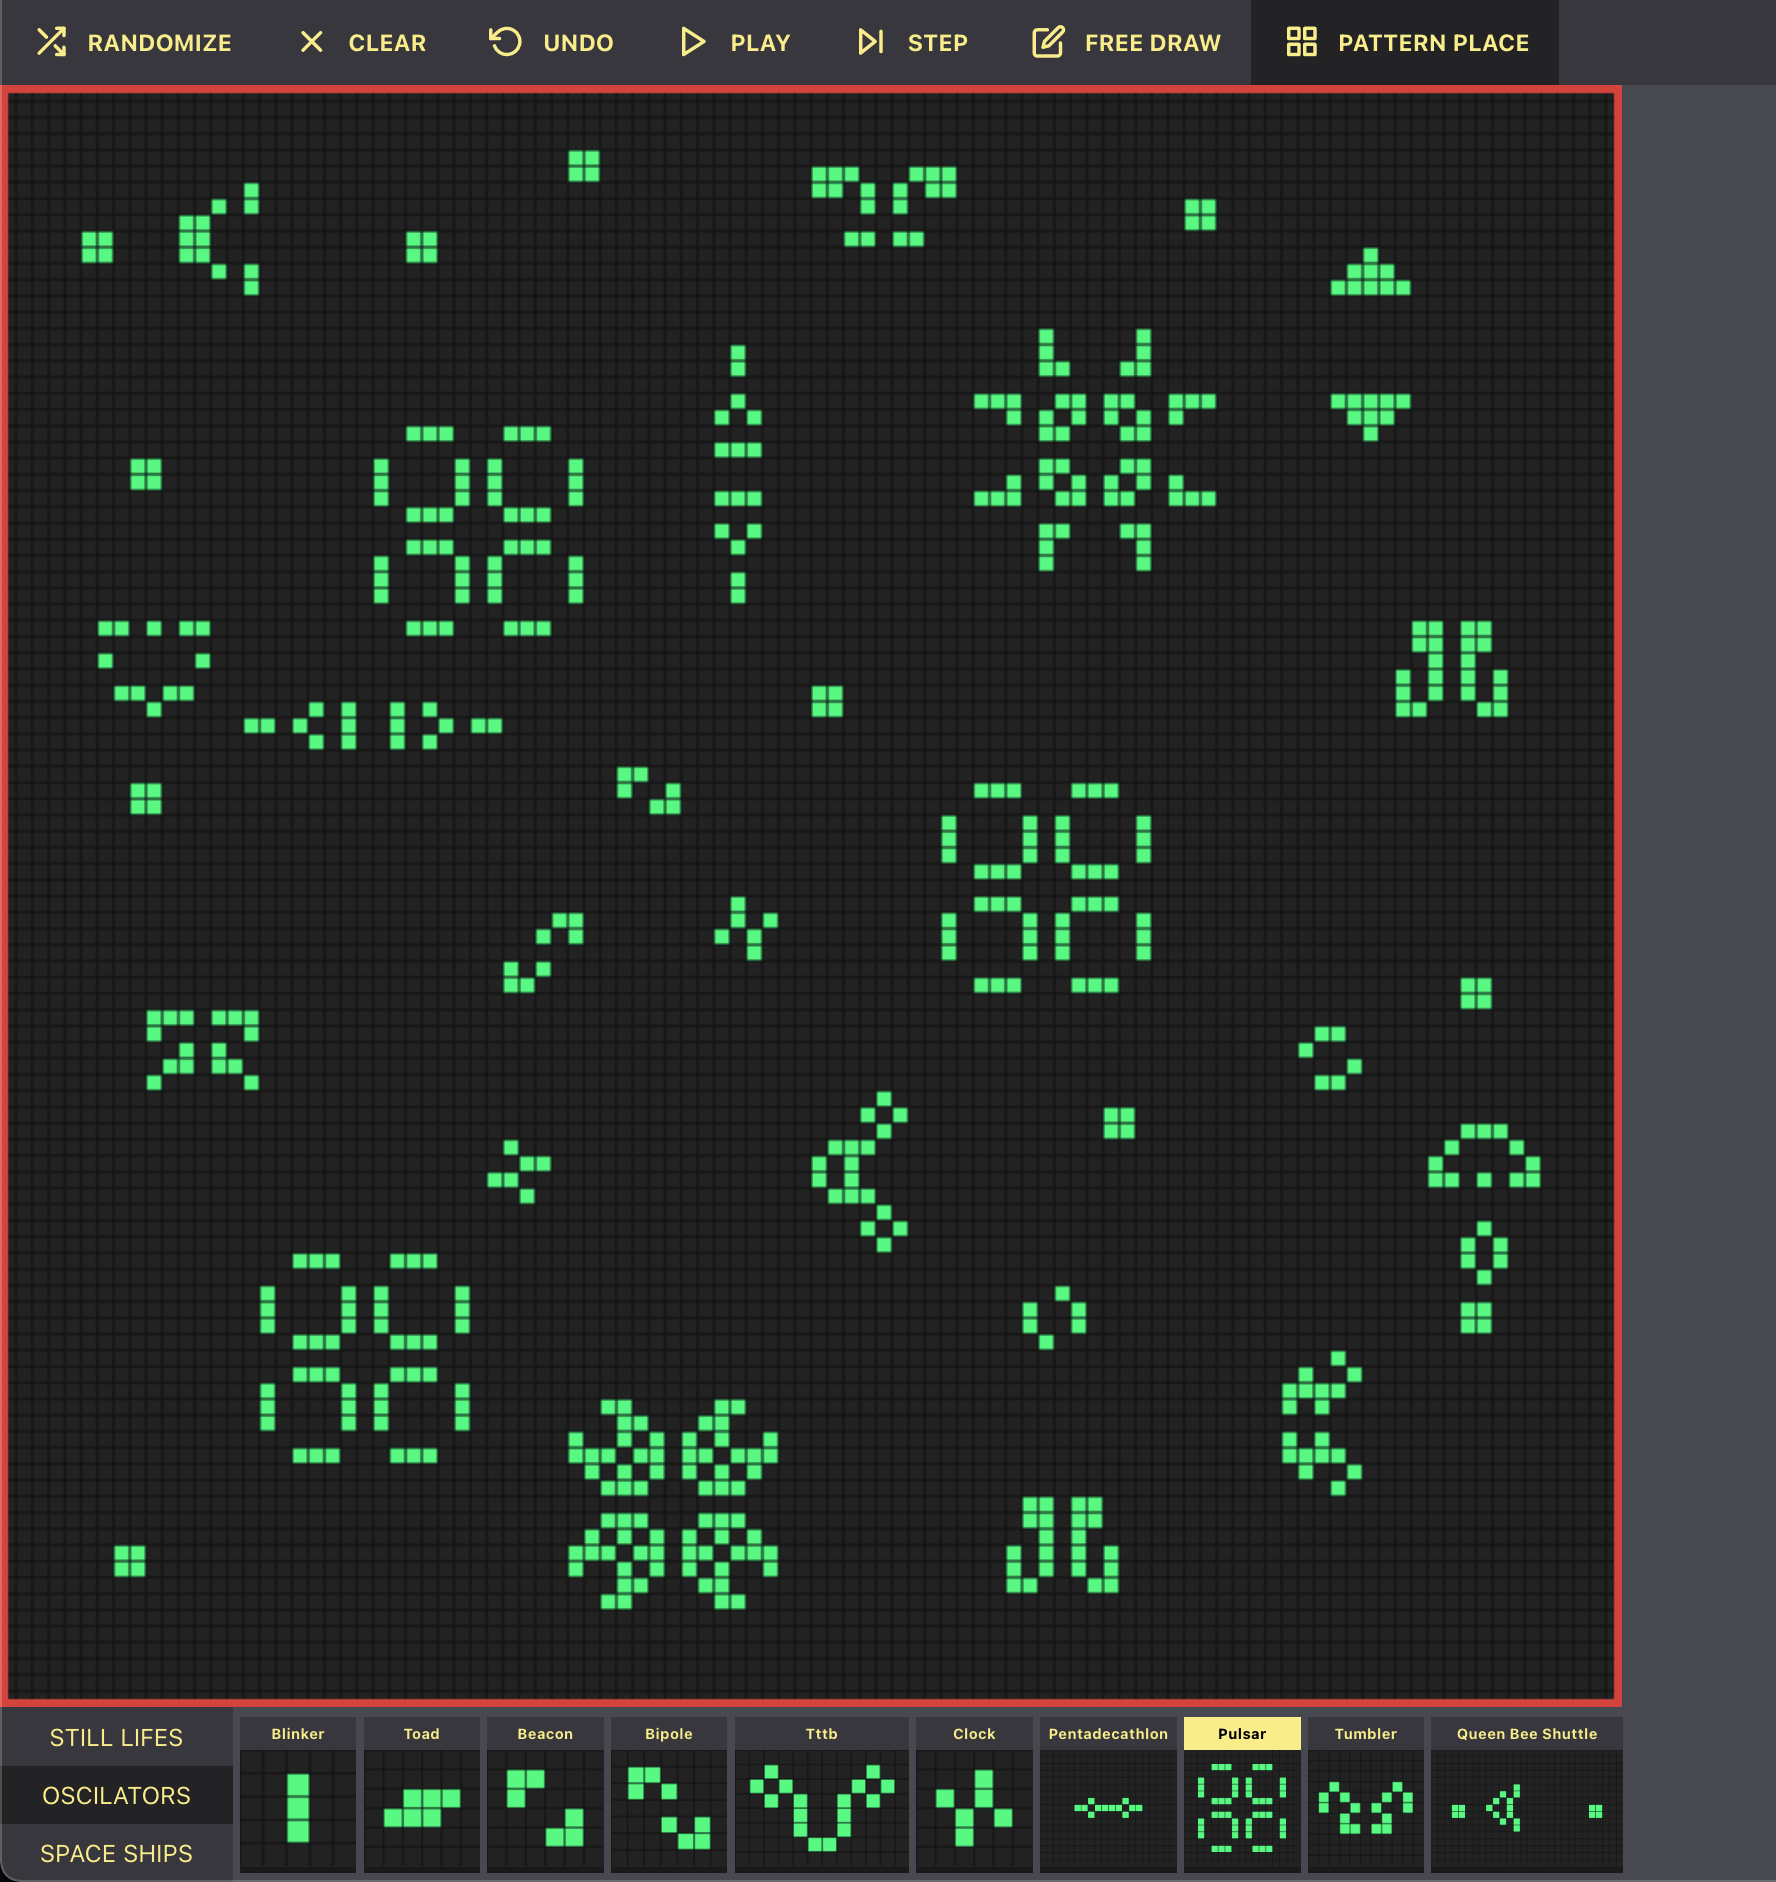 RANDOMIZE CLEAR UNDO PLAY STEP FREE DRAW PATTERN PLACE
STILL LIFES
OSCILATORS
SPACE SHIPS
Blinker Toad Beacon Bipole Tttb Clock Pentadecathlon Pulsar Tumbler Queen Bee Shuttle